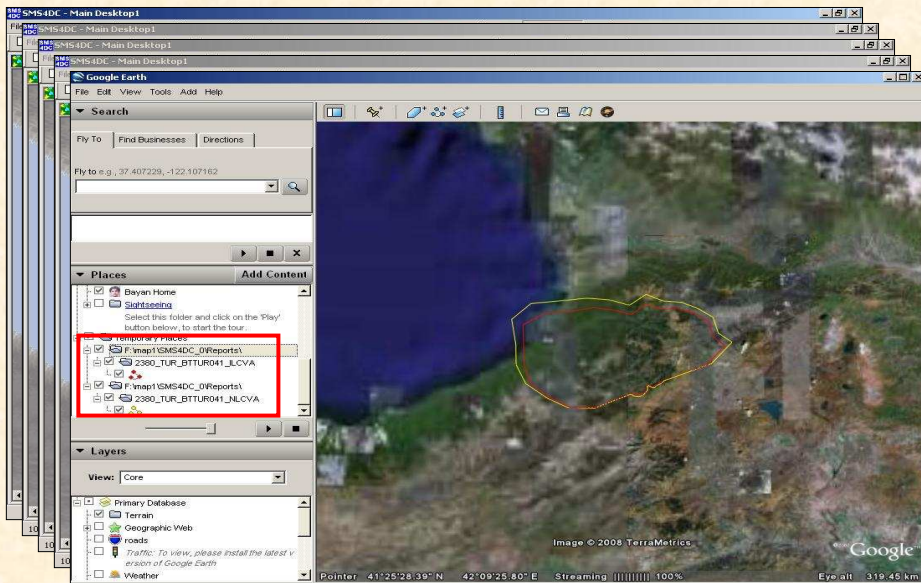 SMS4DC - Main Desktop1
SMS4DC - Main Desktop1
SMS4DC - Main Desktop1
SMS4DC - Main Desktop1
Google Earth
File Edit View Tools Add Help
Search
Fly To Find Businesses Directions
Fly to e.g., 37.407229, -122.107162
Places Add Content
Bayan Home
Sightseeing
Select this folder and click on the 'Play'
button below, to start the tour.
Temporary Places
F:\map1\SMS4DC_0\Reports\
2380_TUR_BTTUR041_ILCVA
F:\map1\SMS4DC_0\Reports\
2380_TUR_BTTUR041_NLCVA
Layers
View: Core
Primary Database
Terrain
Geographic Web
roads
Traffic: To view, please install the latest v
ersion of Google Earth
Weather
Image © 2008 TerraMetrics
Google
Pointer 41°25'28.39" N 42°09'25.80" E Streaming |||||||||| 100% Eye alt 319.45 km